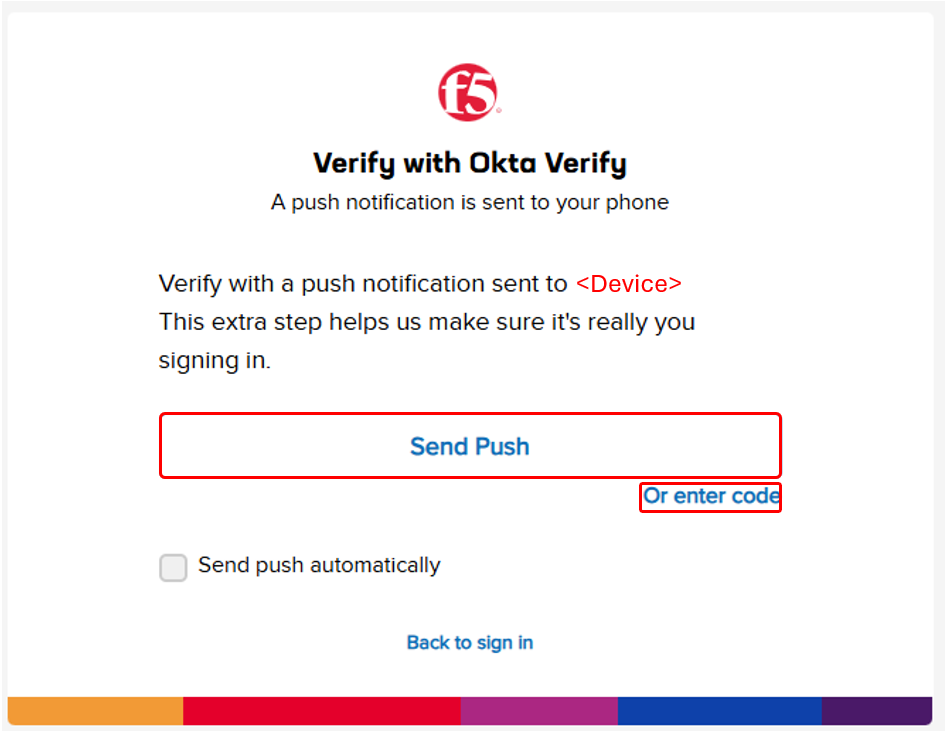 f5
Verify with Okta Verify
A push notification is sent to your phone
Verify with a push notification sent to <Device>
This extra step helps us make sure it's really you
signing in.
Send Push
Or enter code
Send push automatically
Back to sign in